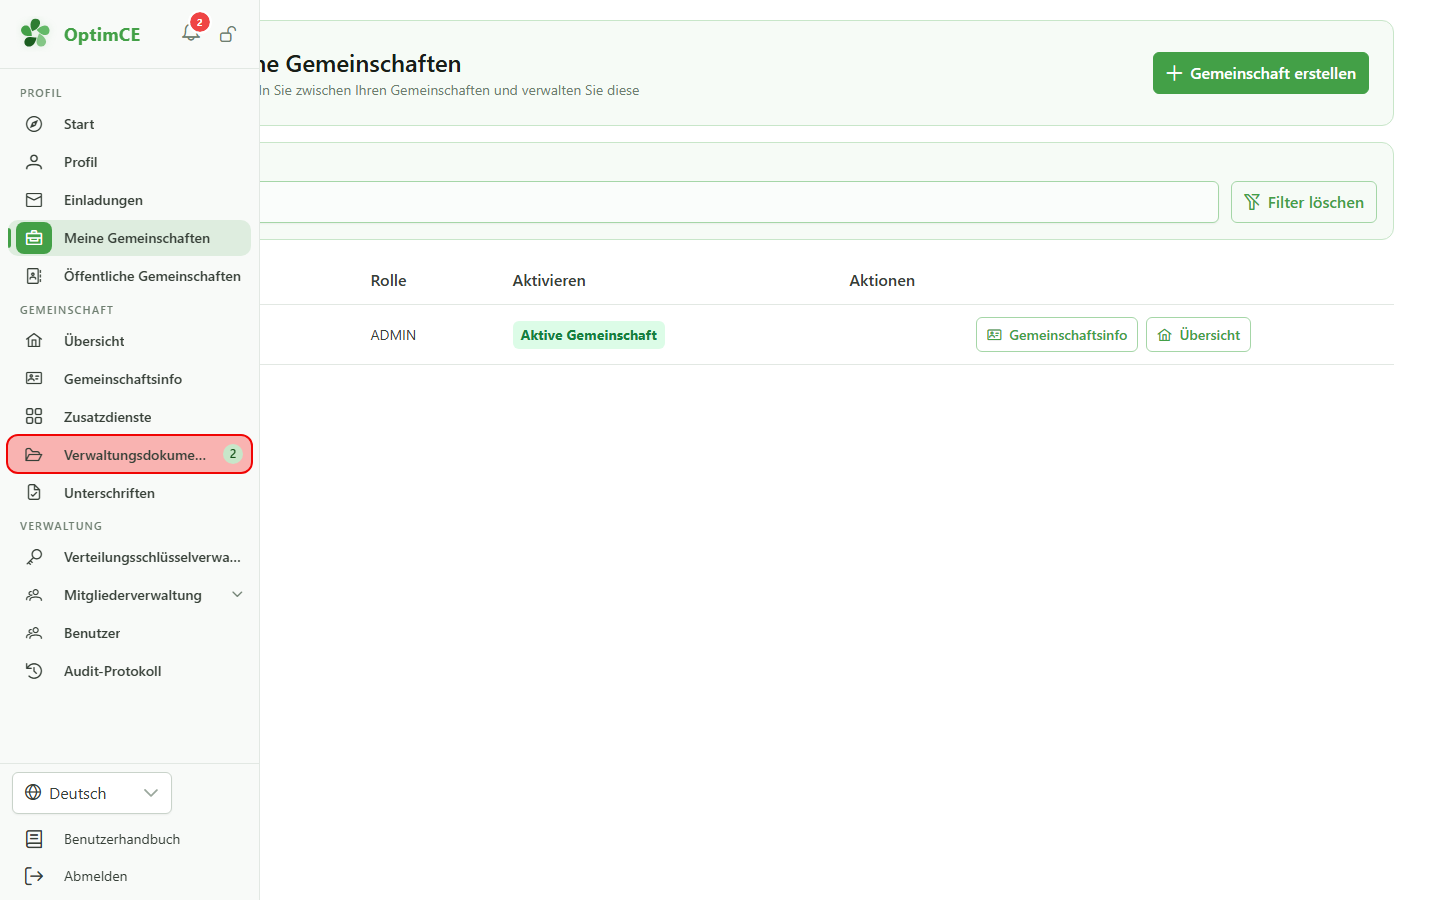 OptimCE
2
PROFIL
Start
Profil
Einladungen
Meine Gemeinschaften
Öffentliche Gemeinschaften
GEMEINSCHAFT
Übersicht
Gemeinschaftsinfo
Zusatzdienste
Verwaltungsdokume... 2
Unterschriften
VERWALTUNG
Verteilungsschlüsselverwa...
Mitgliederverwaltung
Benutzer
Audit-Protokoll
Deutsch
Benutzerhandbuch
Abmelden
Gemeinschaften
Sie zwischen Ihren Gemeinschaften und verwalten Sie diese
Gemeinschaft erstellen
Filter löschen
Rolle Aktivieren Aktionen
ADMIN Aktive Gemeinschaft Gemeinschaftsinfo Übersicht